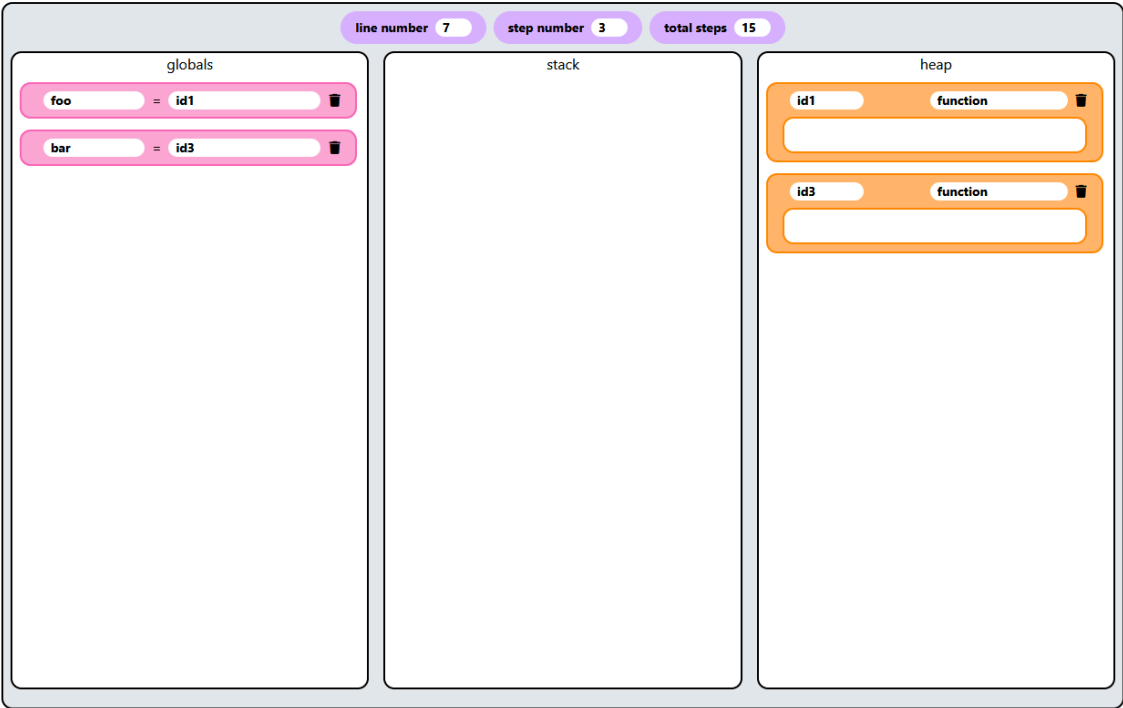 line number 7 step number 3 total steps 15
globals
foo = id1
bar = id3
stack
heap
id1 function
id3 function